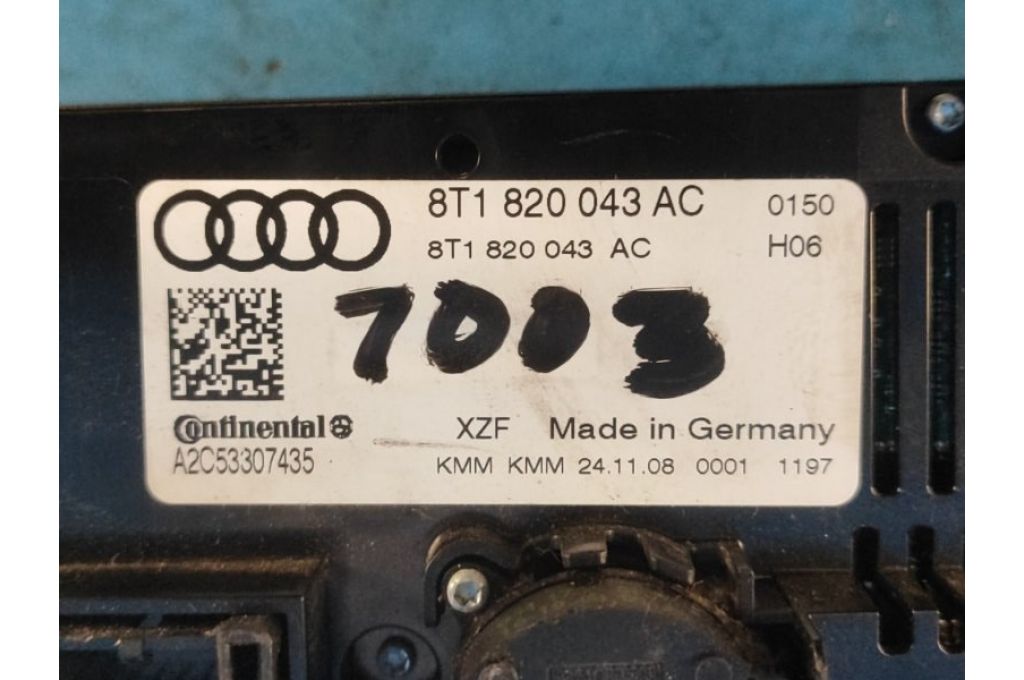 8T1 820 043 AC 0150
8T1 820 043 AC H06
7003
Continental XZF Made in Germany
A2C53307435 KMM KMM 24.11.08 0001 1197